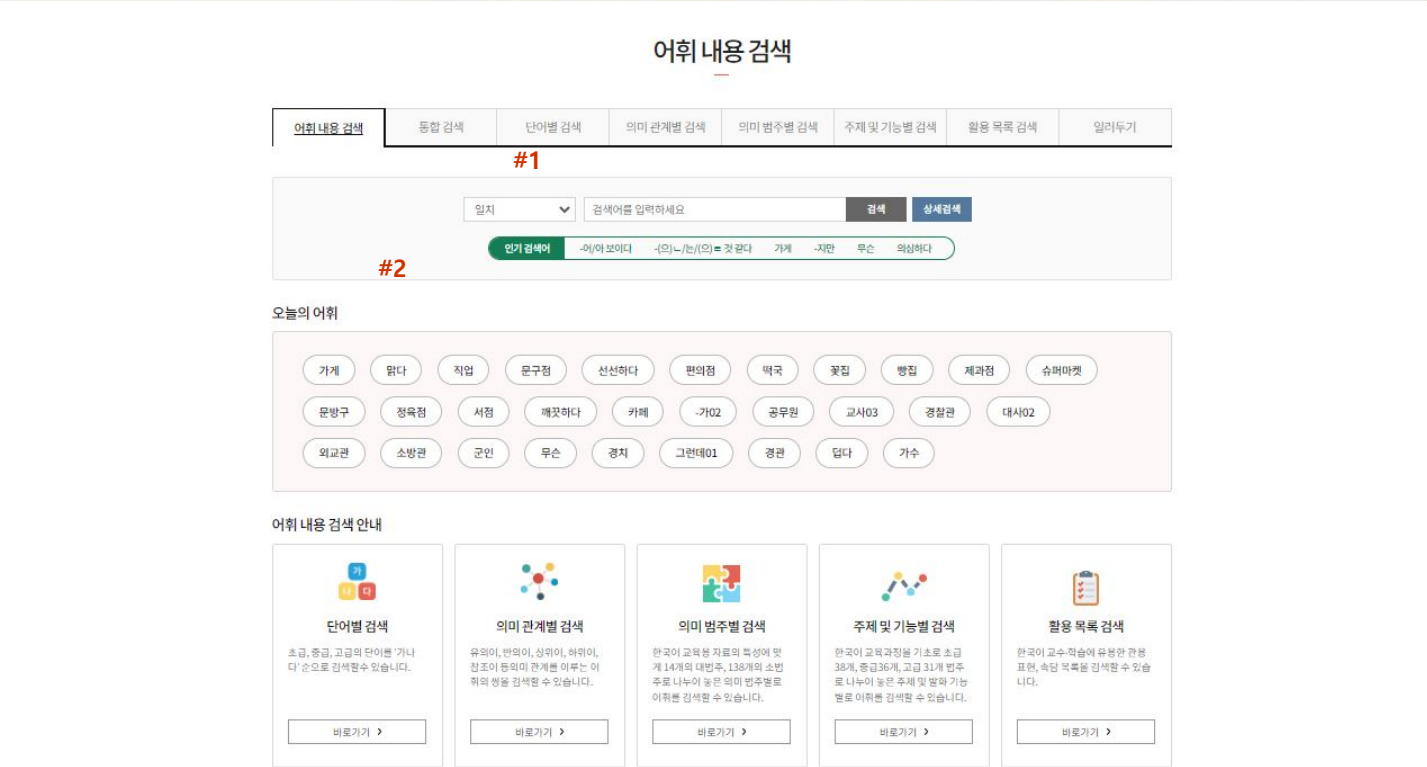 어휘 내용 검색
어휘 내용 검색 통합 검색 단어별 검색 의미 관계별 검색 의미 범주별 검색 주제 및 기능별 검색 활용 목록 검색 일러두기
#1
일치 검색어를 입력하세요 검색 상세검색
인기 검색어 -어/아 보이다 -(으)ㄴ/는/(으)ㄹ 것 같다 가게 -지만 무슨 의심하다
#2
오늘의 어휘
가게 맑다 직업 문구점 선선하다 편의점 떡국 꽃집 빵집 제과점 슈퍼마켓
문방구 정육점 서점 깨끗하다 카페 -가02 공무원 교사03 경찰관 대사02
외교관 소방관 군인 무슨 경치 그런데01 경관 덥다 가수
어휘 내용 검색 안내
가
나 다
단어별 검색
초급, 중급, 고급의 단어를 '가나
다' 순으로 검색할 수 있습니다.
바로가기
의미 관계별 검색
유의어, 반의어, 상위어, 하위어,
참조어 등 의미 관계를 이루는 어
휘의 쌍을 검색할 수 있습니다.
바로가기
의미 범주별 검색
한국어 교육용 자료의 특성에 맞
게 14개의 대범주, 138개의 소범
주로 나누어 놓은 의미 범주별로
어휘를 검색할 수 있습니다.
바로가기
주제 및 기능별 검색
한국어 교육과정을 기초로 초급
38개, 중급36개, 고급 31개 범주
로 나누어 놓은 주제 및 발화 기능
별로 어휘를 검색할 수 있습니다.
바로가기
활용 목록 검색
한국어 교수·학습에 유용한 관용
표현, 속담 목록을 검색할 수 있습
니다.
바로가기